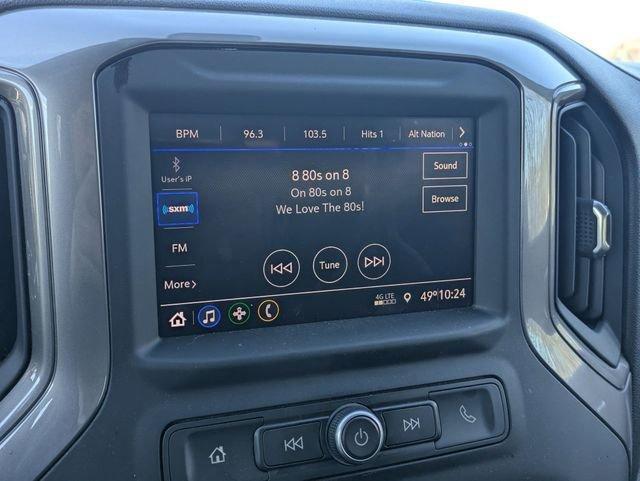 BPM 96.3 103.5 Hits 1 Alt Nation
User's iP
8 80s on 8
Sound
sxm
On 80s on 8
Browse
We Love The 80s!
FM
Tune
More
4G LTE
49° 10:24